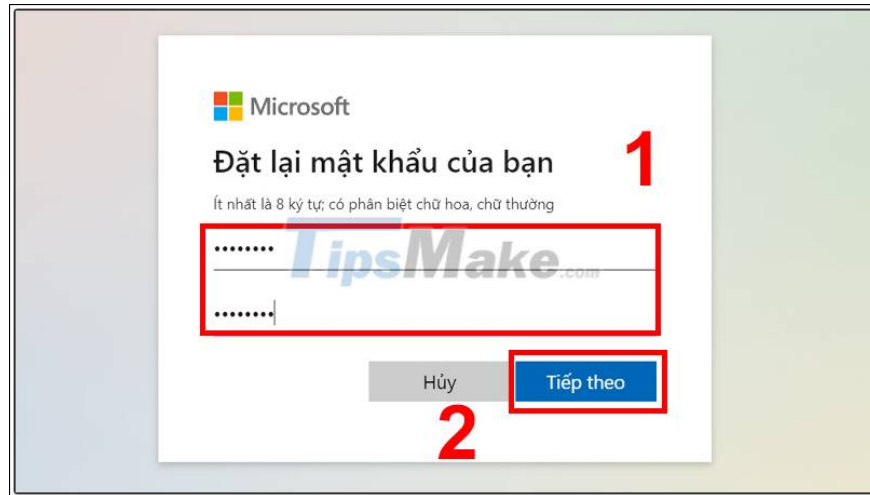 Microsoft
Đặt lại mật khẩu của bạn
1
Ít nhất là 8 ký tự; có phân biệt chữ hoa, chữ thường
TipsMake.com
Hủy
Tiếp theo
2